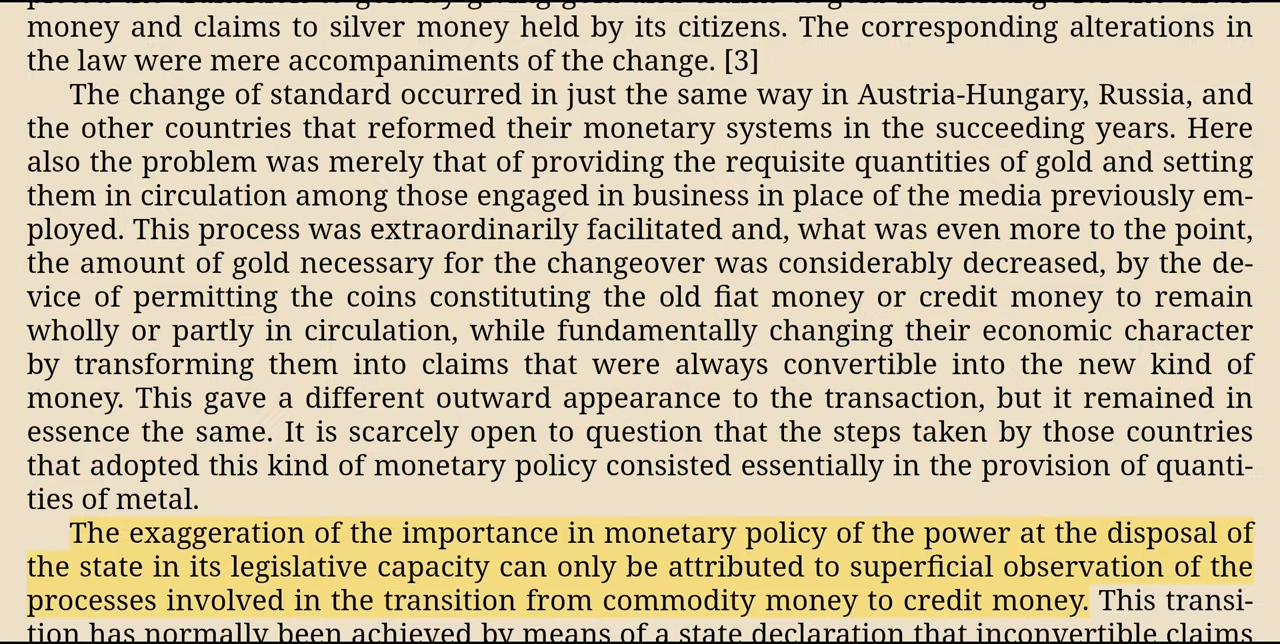 money and claims to silver money held by its citizens. The corresponding alterations in
the law were mere accompaniments of the change. [3]
The change of standard occurred in just the same way in Austria-Hungary, Russia, and
the other countries that reformed their monetary systems in the succeeding years. Here
also the problem was merely that of providing the requisite quantities of gold and setting
them in circulation among those engaged in business in place of the media previously em-
ployed. This process was extraordinarily facilitated and, what was even more to the point,
the amount of gold necessary for the changeover was considerably decreased, by the de-
vice of permitting the coins constituting the old fiat money or credit money to remain
wholly or partly in circulation, while fundamentally changing their economic character
by transforming them into claims that were always convertible into the new kind of
money. This gave a different outward appearance to the transaction, but it remained in
essence the same. It is scarcely open to question that the steps taken by those countries
that adopted this kind of monetary policy consisted essentially in the provision of quanti-
ties of metal.
The exaggeration of the importance in monetary policy of the power at the disposal of
the state in its legislative capacity can only be attributed to superficial observation of the
processes involved in the transition from commodity money to credit money. This transi-
tion has normally been achieved by means of a state declaration that inconvertible claims